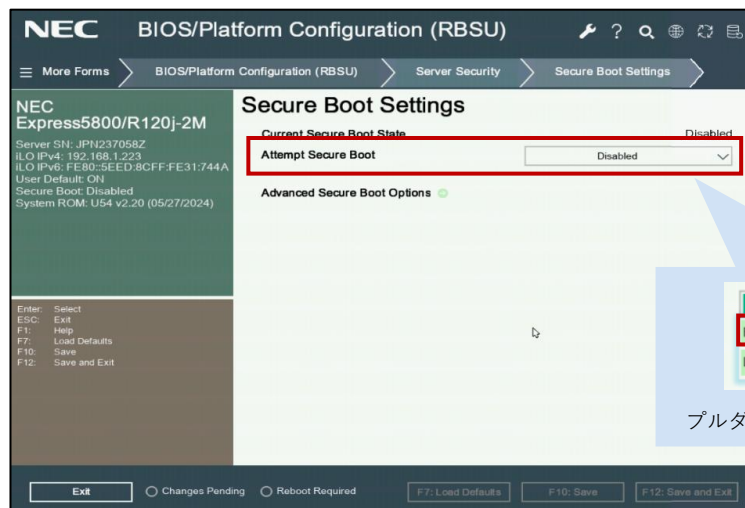 NEC BIOS/Platform Configuration (RBSU)
More Forms BIOS/Platform Configuration (RBSU) Server Security Secure Boot Settings
NEC
Express5800/R120j-2M
Server SN: JPN237058Z
iLO IPv4: 192.168.1.223
iLO IPv6: FE80::5EED:8CFF:FE31:744A
User Default: ON
Secure Boot: Disabled
System ROM: U54 v2.20 (05/27/2024)
Enter: Select
ESC: Exit
F1: Help
F7: Load Defaults
F10: Save
F12: Save and Exit
Secure Boot Settings
Current Secure Boot State Disabled
Attempt Secure Boot Disabled
Advanced Secure Boot Options
プルダ
Exit Changes Pending Reboot Required F7: Load Defaults F10: Save F12: Save and Exit